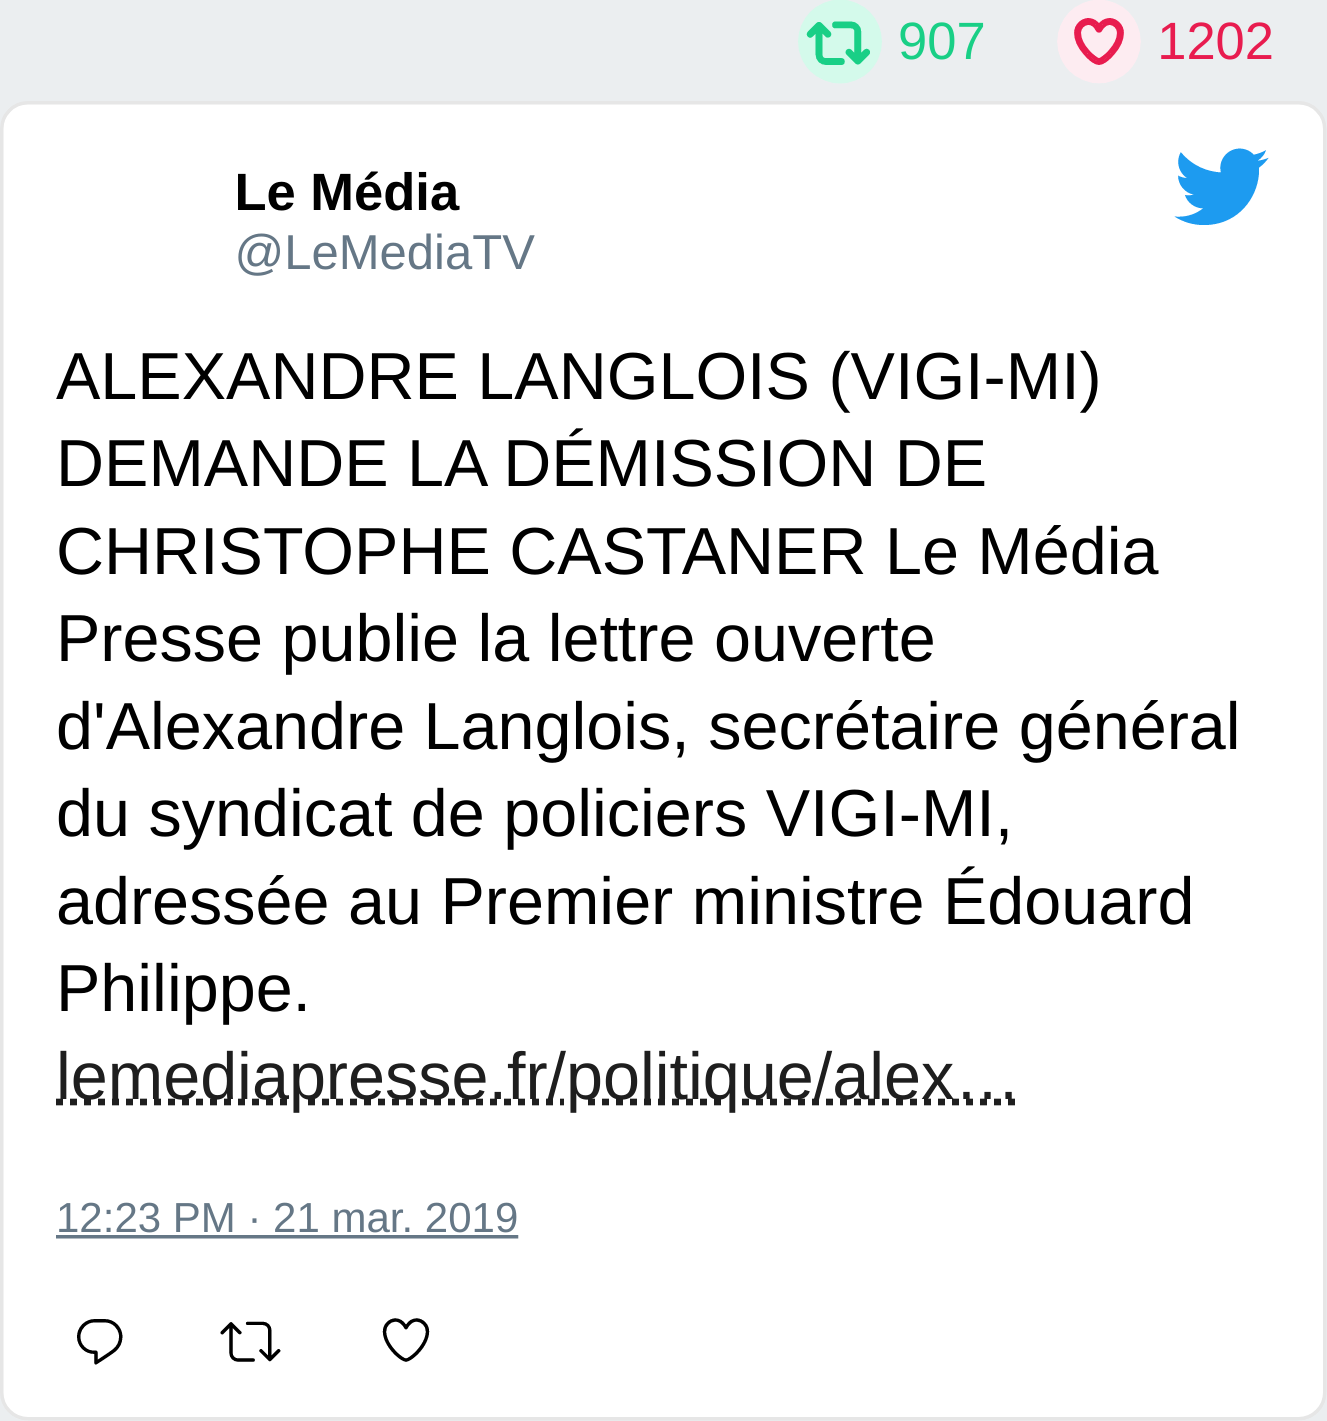 907 1202
Le Média
@LeMediaTV
ALEXANDRE LANGLOIS (VIGI-MI)
DEMANDE LA DÉMISSION DE
CHRISTOPHE CASTANER Le Média
Presse publie la lettre ouverte
d'Alexandre Langlois, secrétaire général
du syndicat de policiers VIGI-MI,
adressée au Premier ministre Édouard
Philippe.
lemediapresse.fr/politique/alex…
12:23 PM · 21 mar. 2019